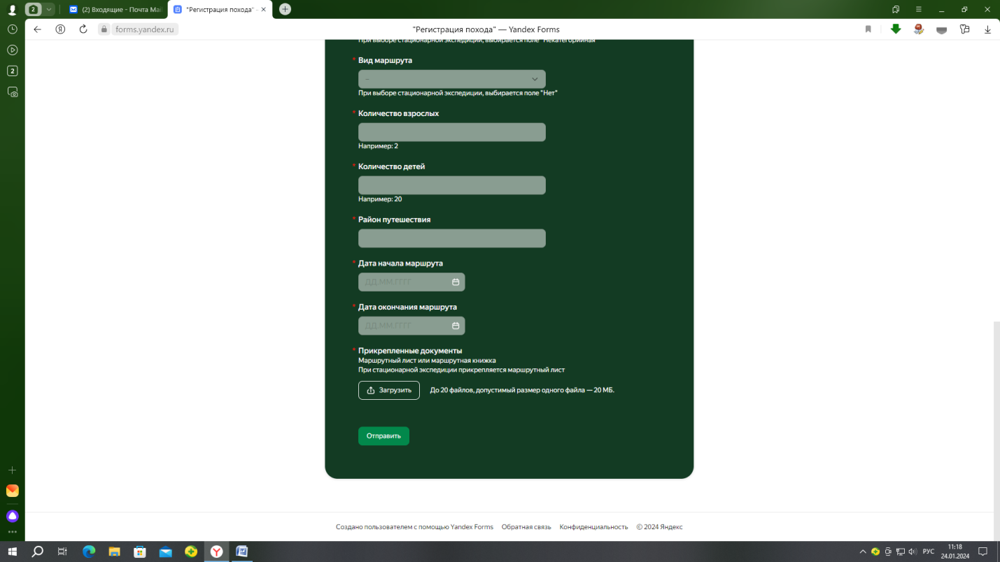 2
(2) Входящие - Почта Mai
"Регистрация похода" -
forms.yandex.ru
"Регистрация похода" — Yandex Forms
2
При выборе стационарной экспедиции, выбирается поле "Некатегорийная"
* Вид маршрута
–
При выборе стационарной экспедиции, выбирается поле "Нет"
* Количество взрослых
Например: 2
* Количество детей
Например: 20
* Район путешествия
* Дата начала маршрута
ДД.ММ.ГГГГ
* Дата окончания маршрута
ДД.ММ.ГГГГ
* Прикрепленные документы
Маршрутный лист или маршрутная книжка
При стационарной экспедиции прикрепляется маршрутный лист
Загрузить До 20 файлов, допустимый размер одного файла — 20 МБ.
Отправить
Создано пользователем с помощью Yandex Forms Обратная связь Конфиденциальность © 2024 Яндекс
РУС
11:18
24.01.2024